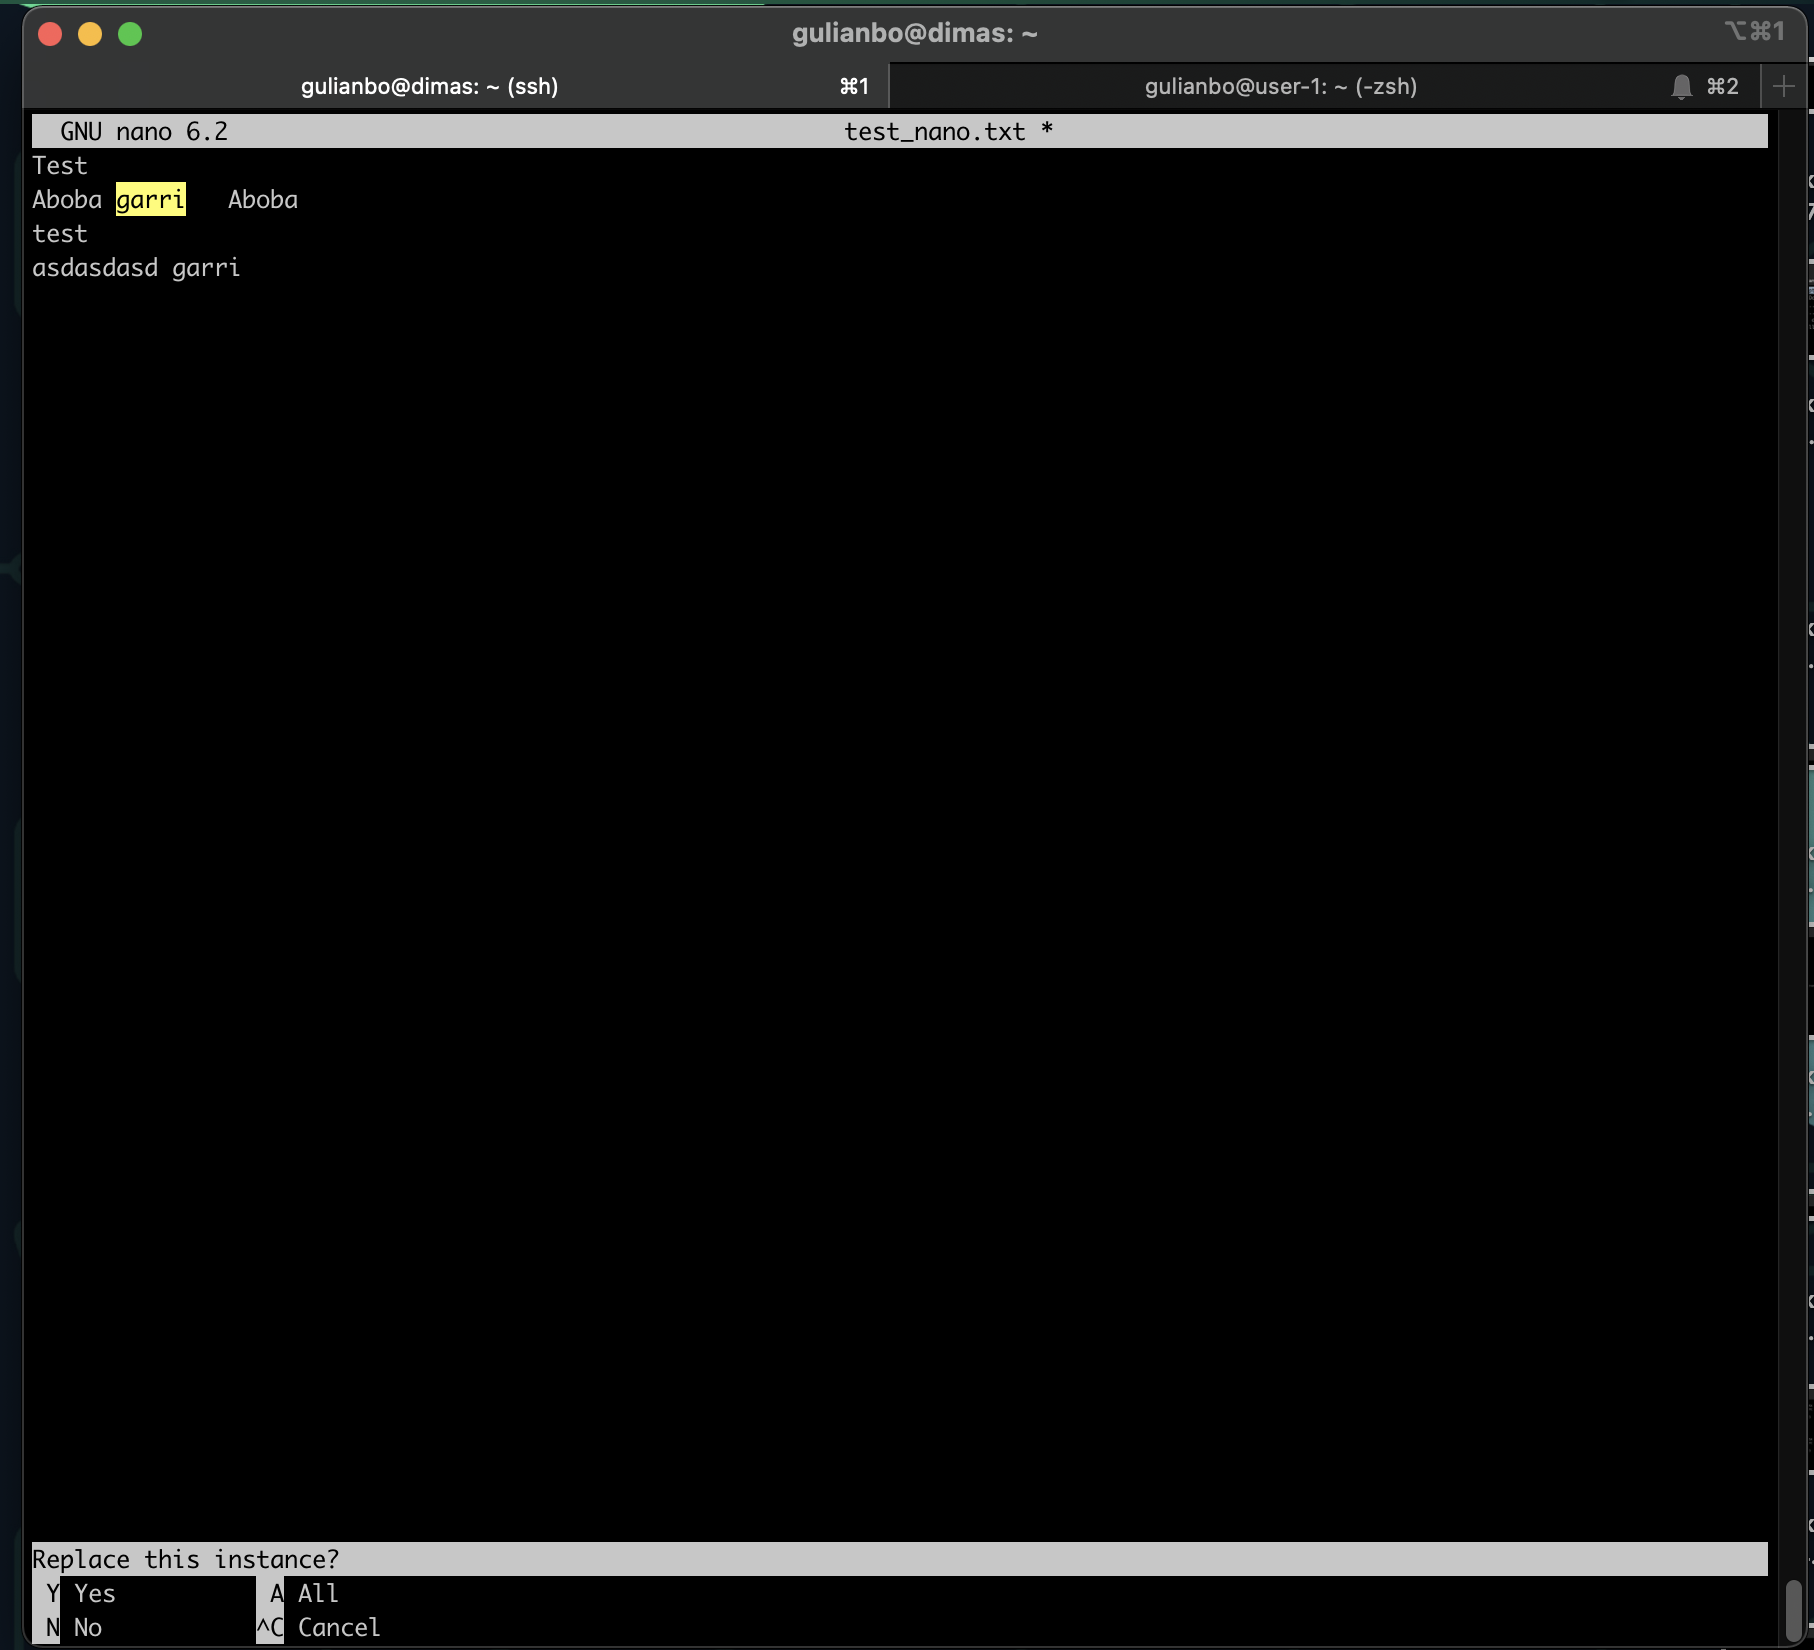 gulianbo@dimas: ~
⌥⌘1
gulianbo@dimas: ~ (ssh) ⌘1
gulianbo@user-1: ~ (-zsh) ⌘2
GNU nano 6.2 test_nano.txt *
Test
Aboba garri   Aboba
test
asdasdasd garri
Replace this instance?
Y Yes A All
N No ^C Cancel